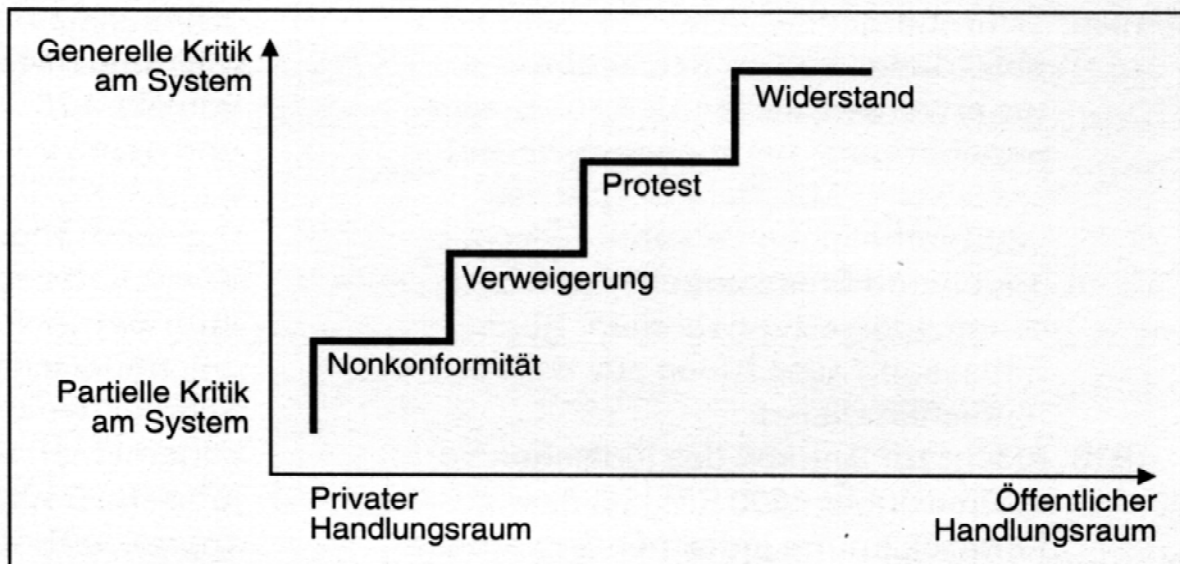 Generelle Kritik
am System
Widerstand
Protest
Verweigerung
Nonkonformität
Partielle Kritik
am System
Privater
Handlungsraum
Öffentlicher
Handlungsraum